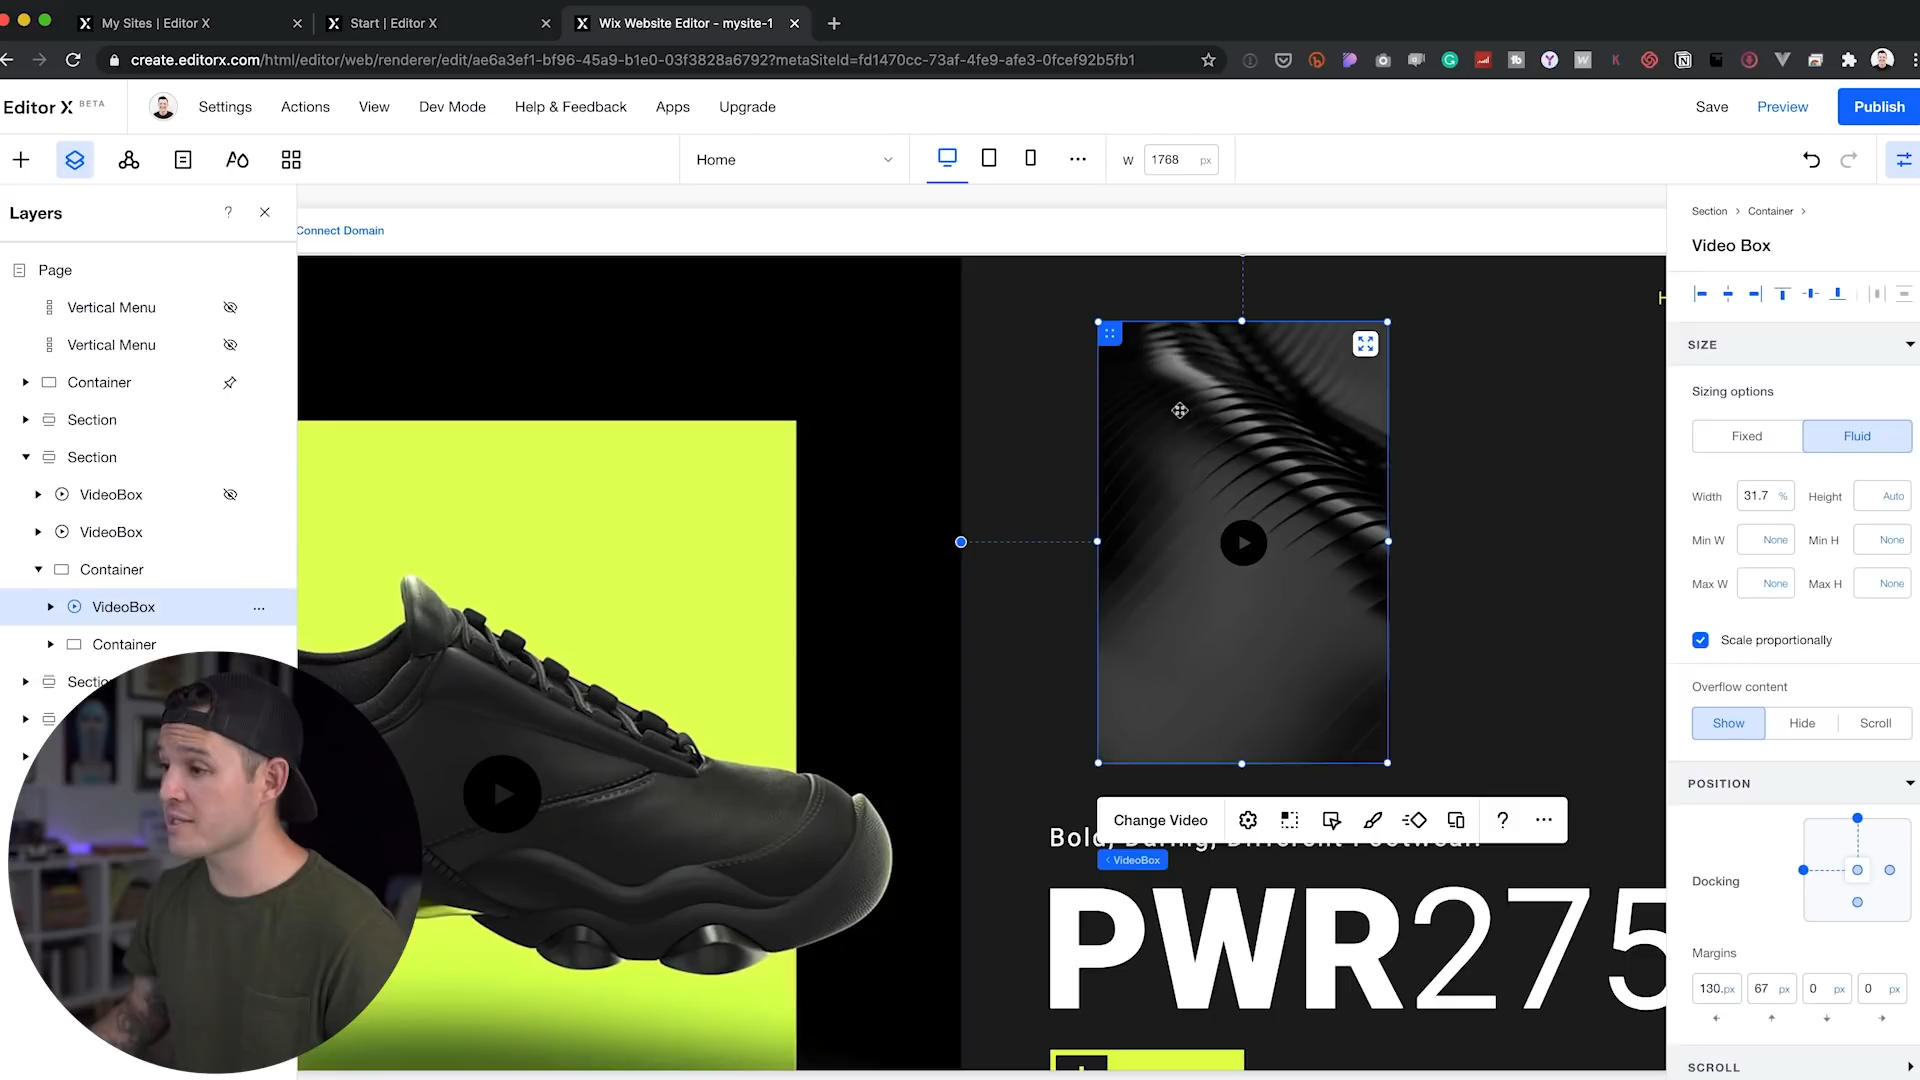 My Sites | Editor X
Start | Editor X
Wix Website Editor - mysite-1
create.editorx.com/html/editor/web/renderer/edit/ae6a3ef1-bf96-45a9-b1e0-03f3828a6792?metaSiteId=fd1470cc-73af-4fe9-afe3-0fcef92b5fb1
Editor X BETA
Settings
Actions
View
Dev Mode
Help & Feedback
Apps
Upgrade
Save
Preview
Publish
Home
W
1768 px
Layers
?
Connect Domain
Page
Vertical Menu
Vertical Menu
Container
Section
Section
VideoBox
VideoBox
Container
VideoBox
Container
Change Video
?
VideoBox
PWR275
Section > Container >
Video Box
SIZE
Sizing options
Fixed
Fluid
Width
31.7 %
Height
Auto
Min W
None
Min H
None
Max W
None
Max H
None
Scale proportionally
Overflow content
Show
Hide
Scroll
POSITION
Docking
Margins
130.px
67 px
0 px
0 px
SCROLL